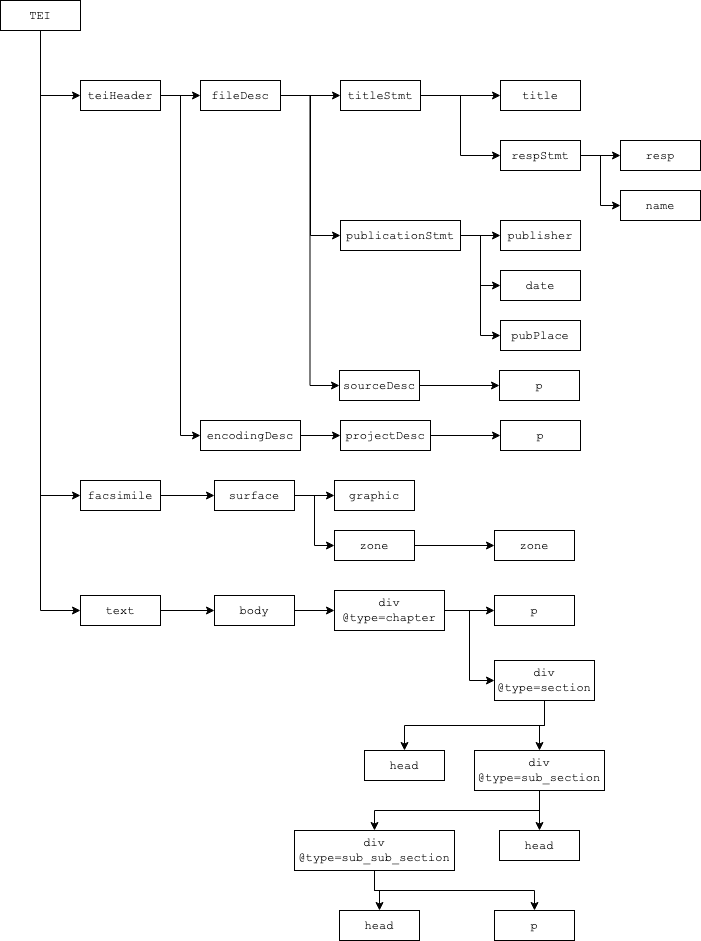 TEI
teiHeader
fileDesc
titleStmt
title
respStmt
resp
name
publicationStmt
publisher
date
pubPlace
sourceDesc
p
encodingDesc
projectDesc
p
facsimile
surface
graphic
zone
zone
text
body
div
@type=chapter
p
div
@type=section
head
div
@type=sub_section
div
@type=sub_sub_section
head
head
p